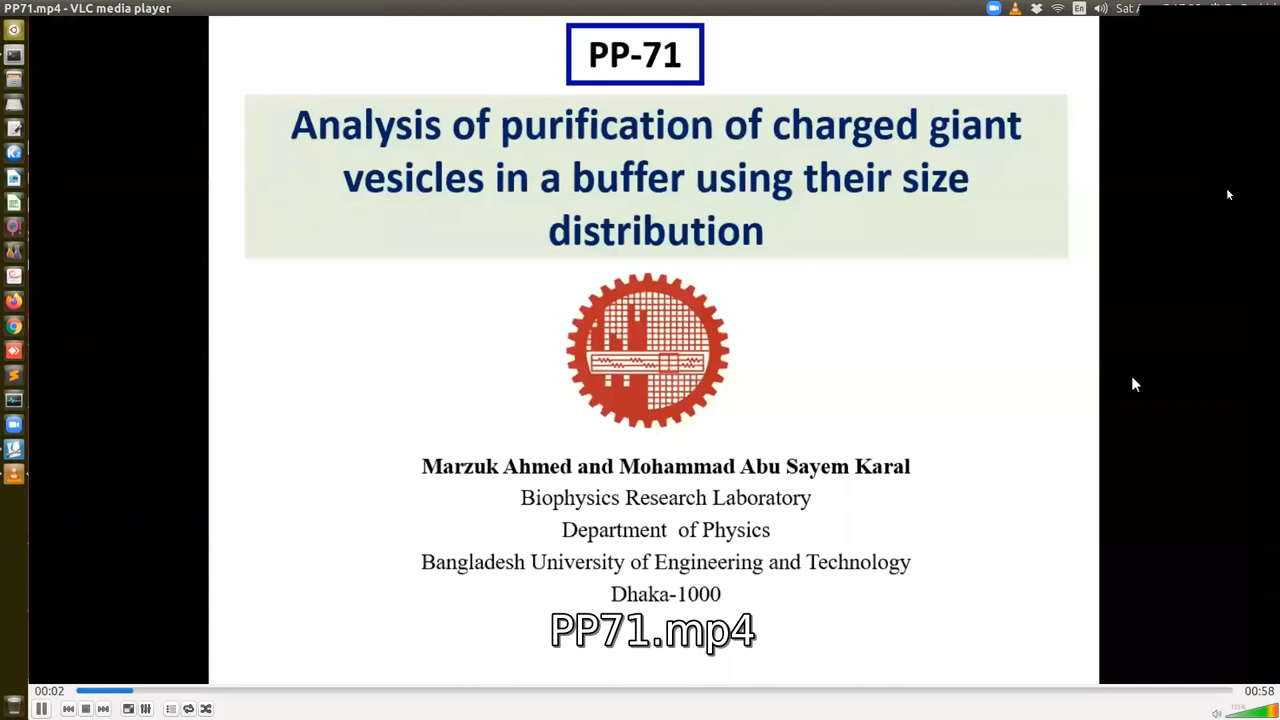 PP71.mp4 - VLC media player
En
Sat
PP-71
Analysis of purification of charged giant
vesicles in a buffer using their size
distribution
Marzuk Ahmed and Mohammad Abu Sayem Karal
Biophysics Research Laboratory
Department of Physics
Bangladesh University of Engineering and Technology
Dhaka-1000
PP71.mp4
00:02
00:58